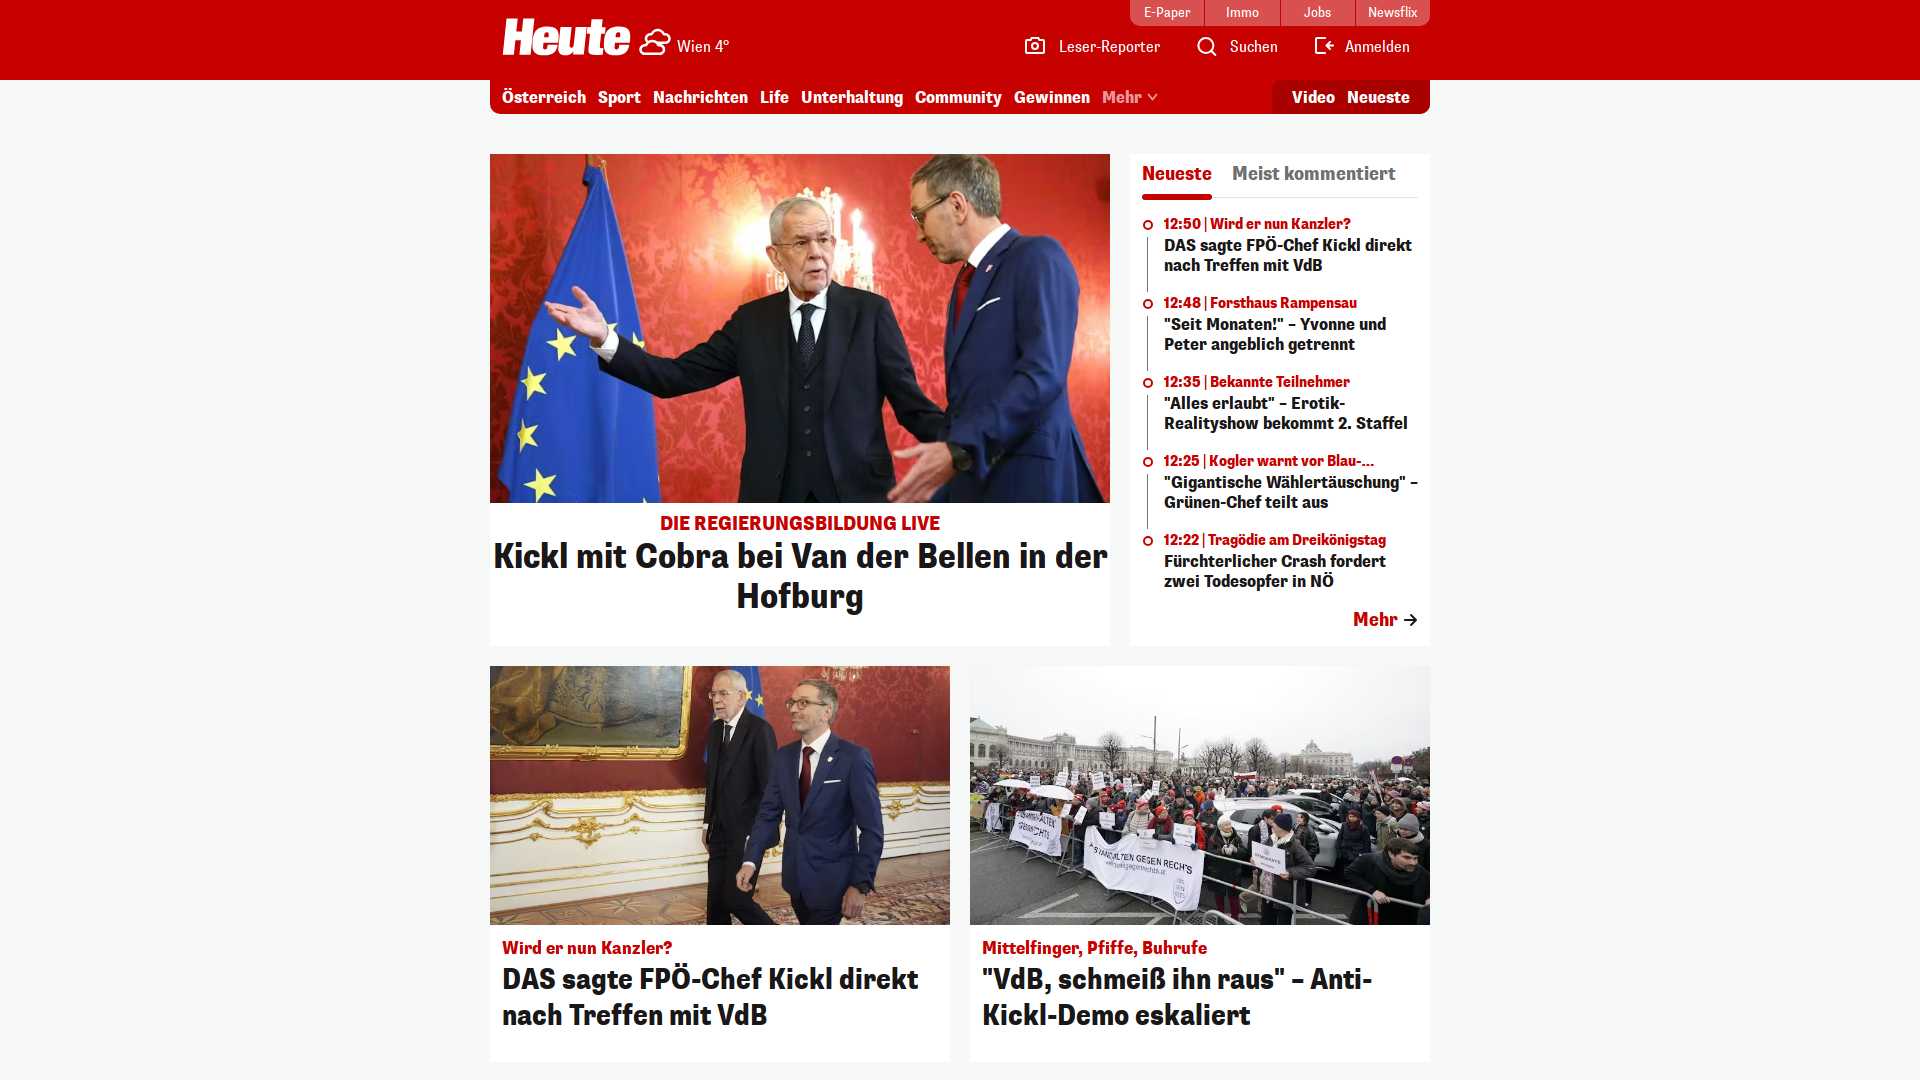 E-Paper
Immo
Jobs
Newsflix
Heute
Wien 4°
Leser-Reporter
Suchen
Anmelden
Österreich
Sport
Nachrichten
Life
Unterhaltung
Community
Gewinnen
Mehr
Video
Neueste
DIE REGIERUNGSBILDUNG LIVE
Kickl mit Cobra bei Van der Bellen in der
Hofburg
Neueste
Meist kommentiert
12:50 | Wird er nun Kanzler?
DAS sagte FPÖ-Chef Kickl direkt
nach Treffen mit VdB
12:48 | Forsthaus Rampensau
"Seit Monaten!" – Yvonne und
Peter angeblich getrennt
12:35 | Bekannte Teilnehmer
"Alles erlaubt" – Erotik-
Realityshow bekommt 2. Staffel
12:25 | Kogler warnt vor Blau-...
"Gigantische Wählertäuschung" –
Grünen-Chef teilt aus
12:22 | Tragödie am Dreikönigstag
Fürchterlicher Crash fordert
zwei Todesopfer in NÖ
Mehr
GEGEN RECHTS
Wird er nun Kanzler?
DAS sagte FPÖ-Chef Kickl direkt
nach Treffen mit VdB
Mittelfinger, Pfiffe, Buhrufe
"VdB, schmeiß ihn raus" – Anti-
Kickl-Demo eskaliert